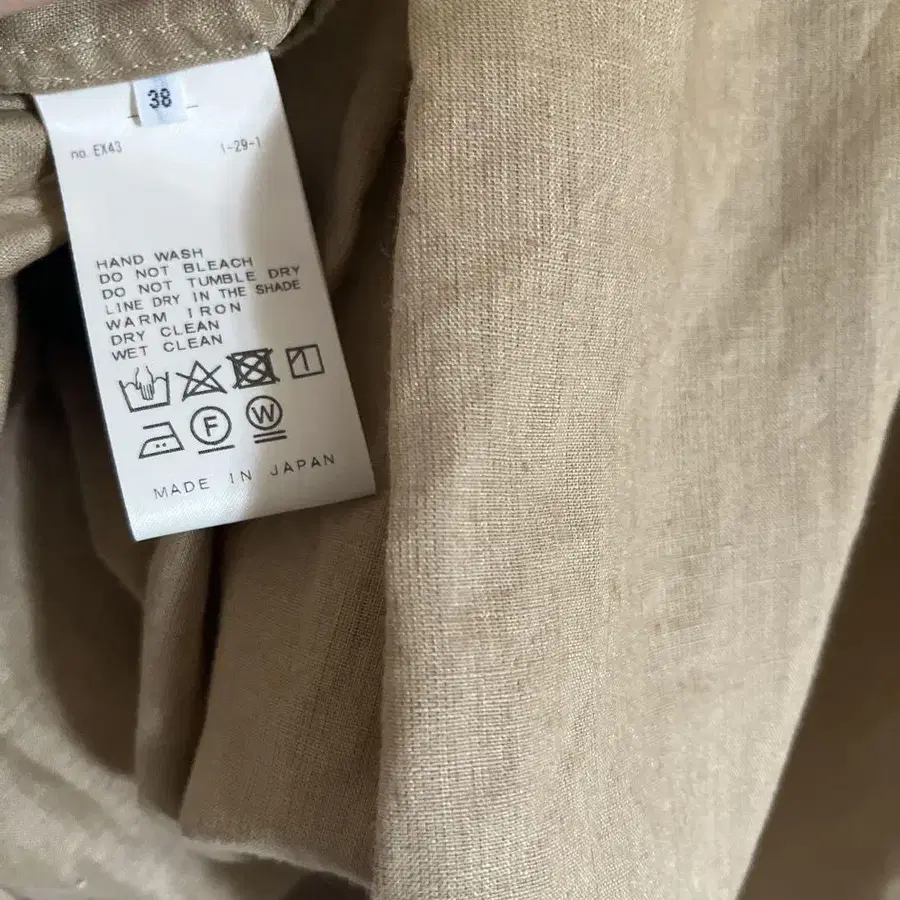 38
no. EX43 1-29-1
HAND WASH
DO NOT BLEACH
DO NOT TUMBLE DRY
LINE DRY IN THE SHADE
WARM IRON
DRY CLEAN
WET CLEAN
F W
MADE IN JAPAN